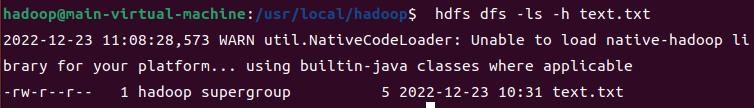 hadoop@main-virtual-machine:/usr/local/hadoop$  hdfs dfs -ls -h text.txt
2022-12-23 11:08:28,573 WARN util.NativeCodeLoader: Unable to load native-hadoop li
brary for your platform... using builtin-java classes where applicable
-rw-r--r--   1 hadoop supergroup          5 2022-12-23 10:31 text.txt